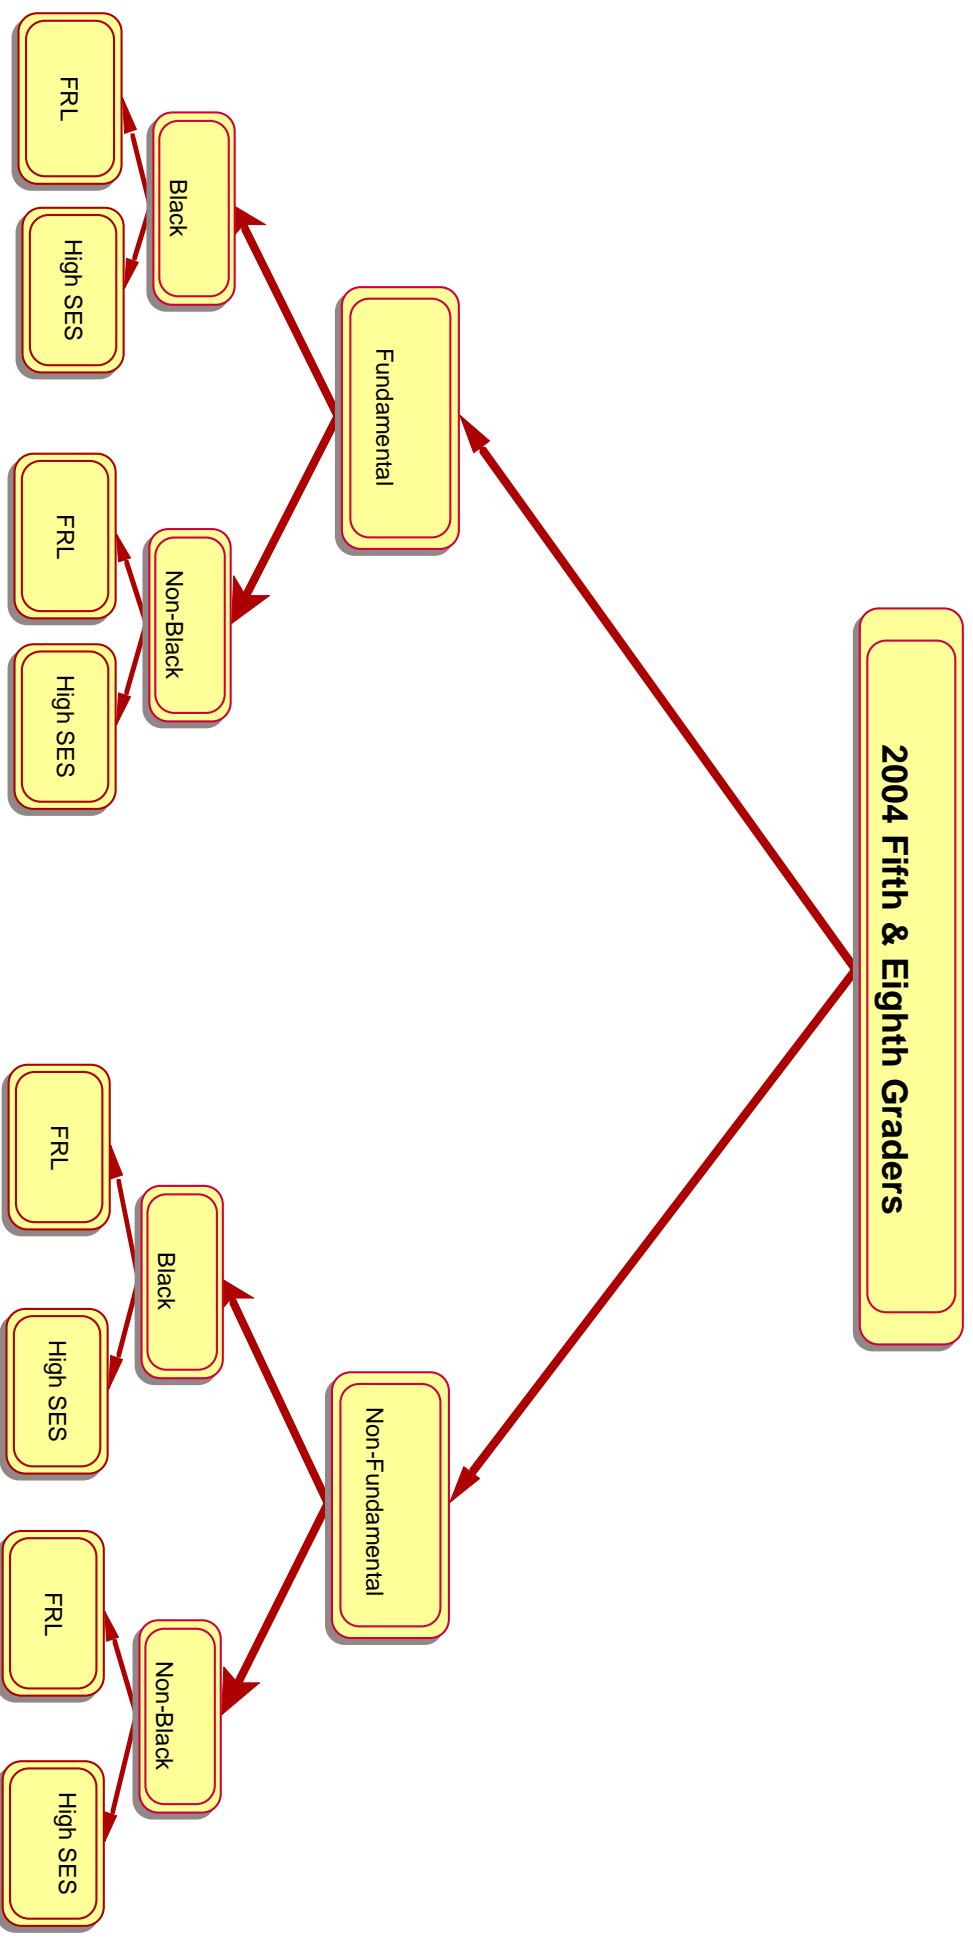 2004 Fifth & Eighth Graders
Fundamental
Non-Fundamental
Black
Non-Black
Black
Non-Black
FRL
High SES
FRL
High SES
FRL
High SES
FRL
High SES